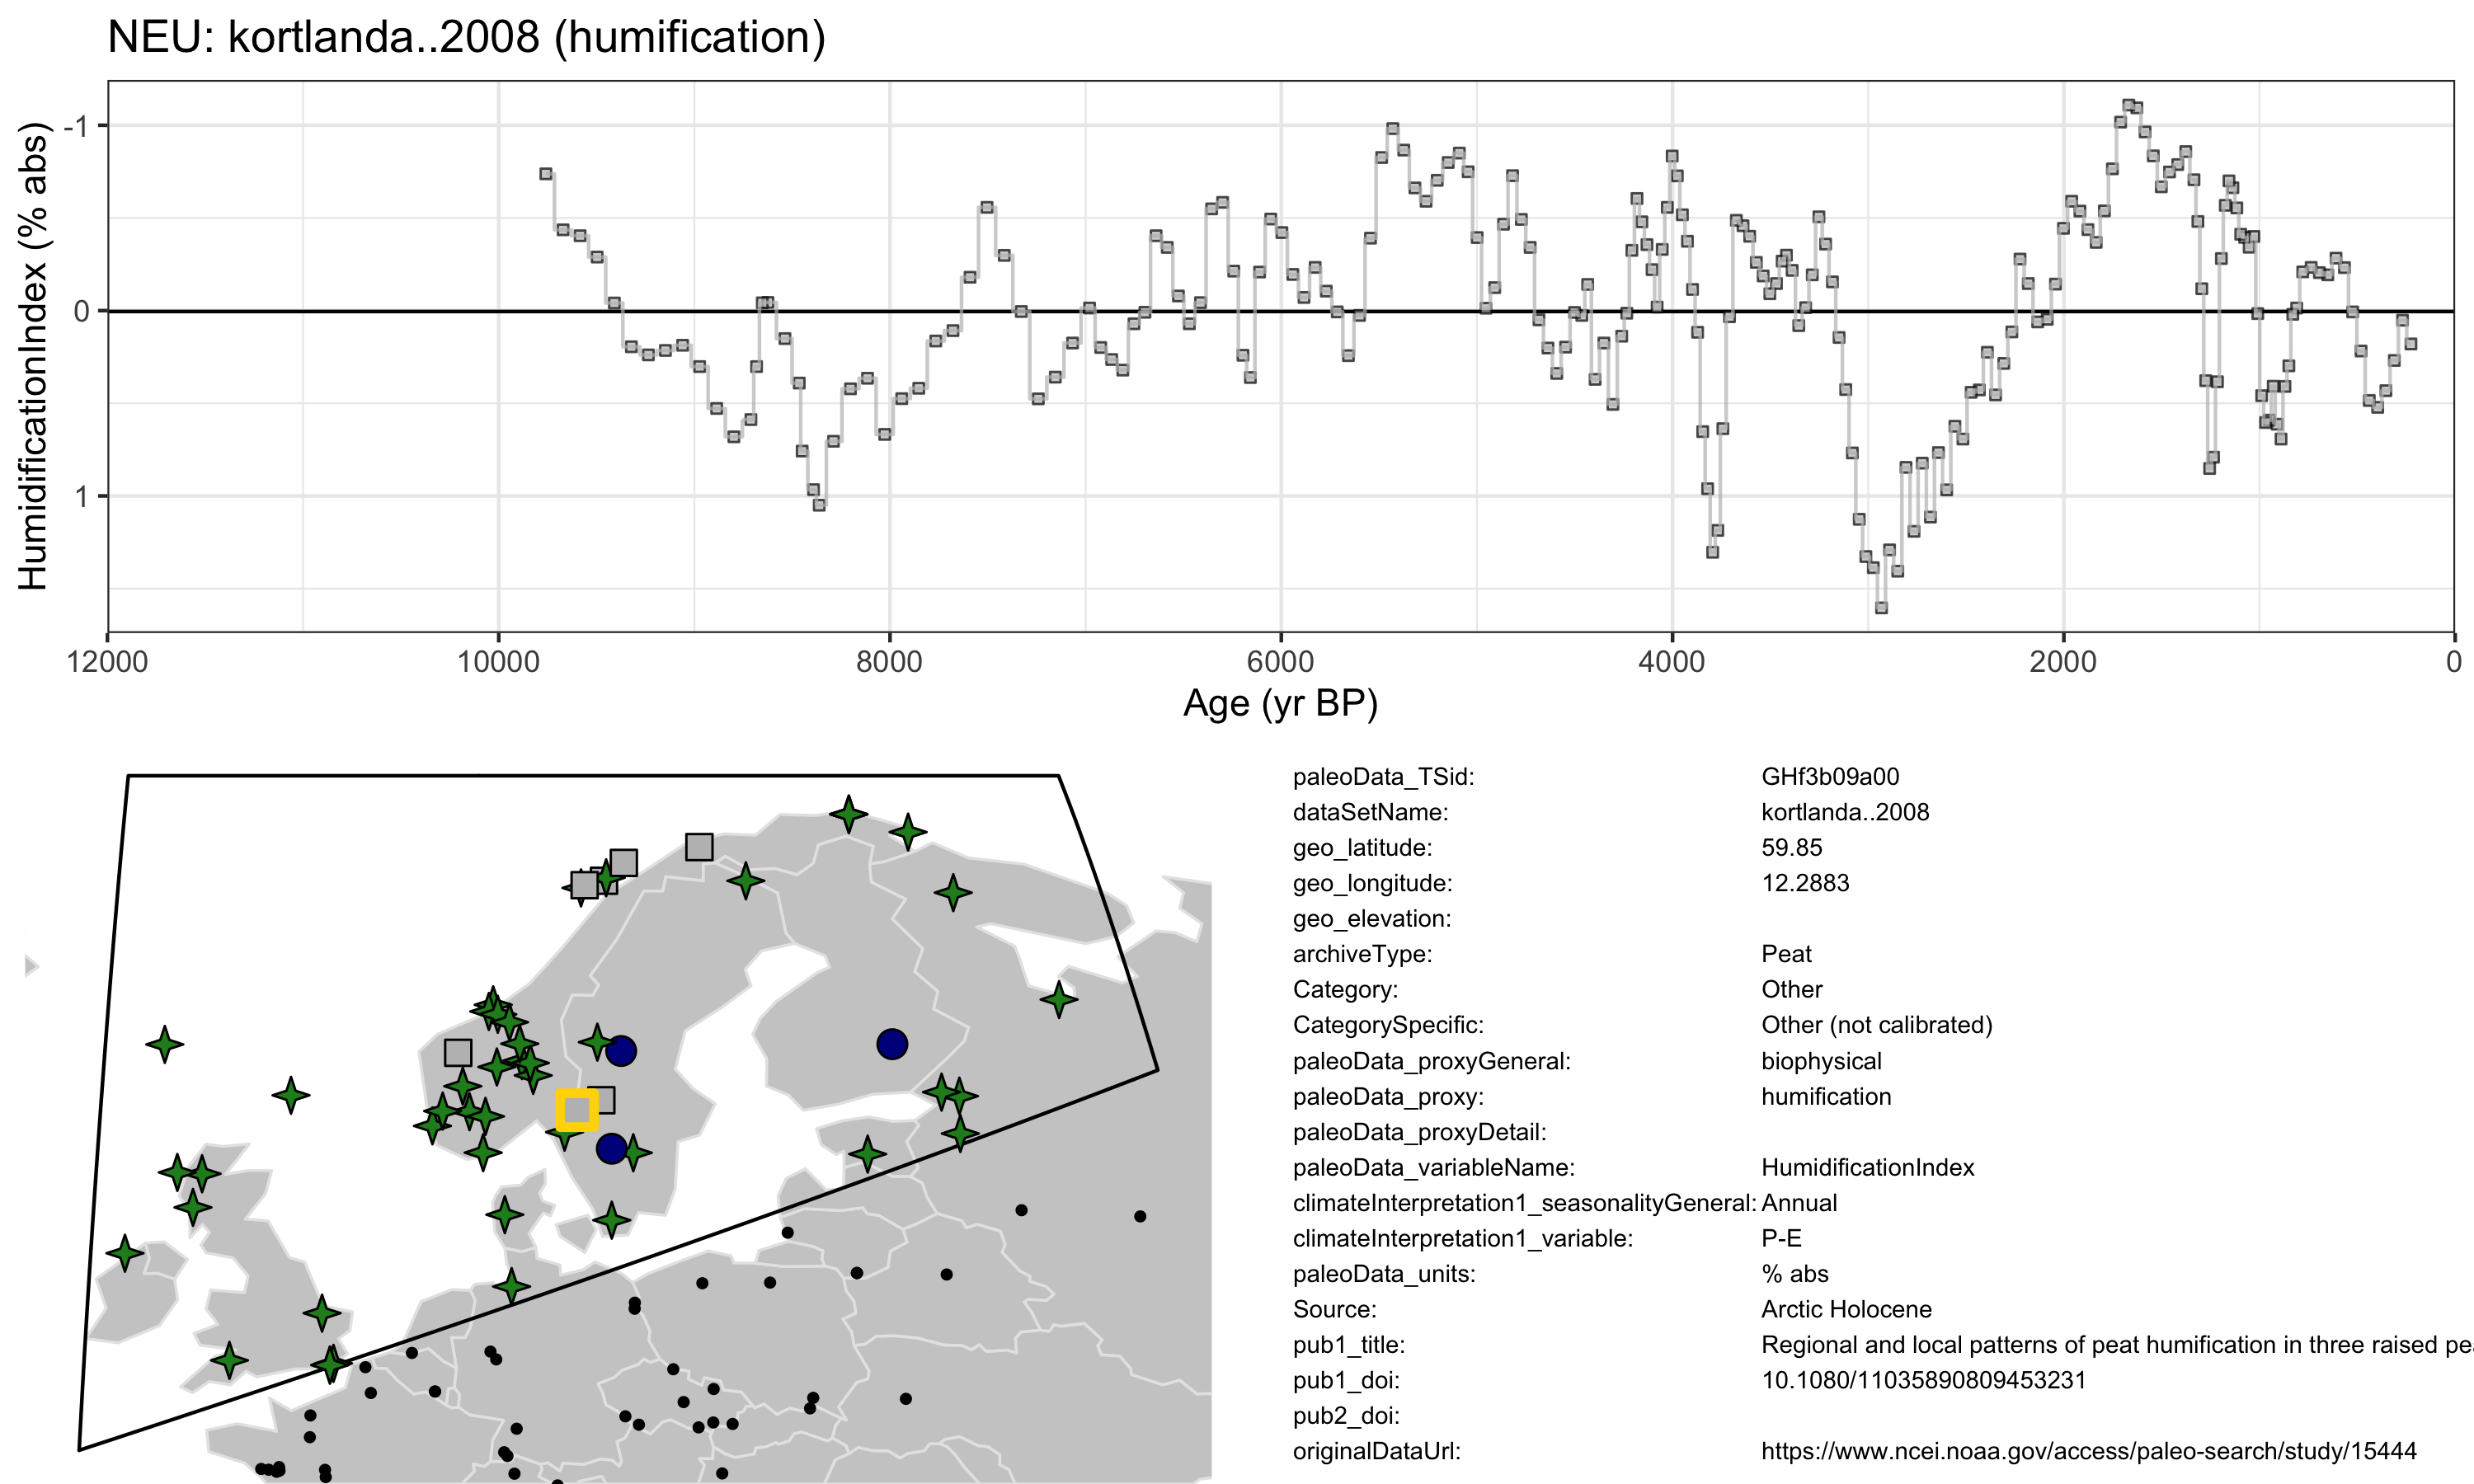 NEU: kortlanda..2008 (humification)
HumidificationIndex (% abs)
-1
0
1
12000 10000 8000 6000 4000 2000 0
Age (yr BP)
paleoData_TSid: GHf3b09a00
dataSetName: kortlanda..2008
geo_latitude: 59.85
geo_longitude: 12.2883
geo_elevation:
archiveType: Peat
Category: Other
CategorySpecific: Other (not calibrated)
paleoData_proxyGeneral: biophysical
paleoData_proxy: humification
paleoData_proxyDetail:
paleoData_variableName: HumidificationIndex
climateInterpretation1_seasonalityGeneral: Annual
climateInterpretation1_variable: P-E
paleoData_units: % abs
Source: Arctic Holocene
pub1_title: Regional and local patterns of peat humification in three raised pe
pub1_doi: 10.1080/11035890809453231
pub2_doi:
originalDataUrl: https://www.ncei.noaa.gov/access/paleo-search/study/15444